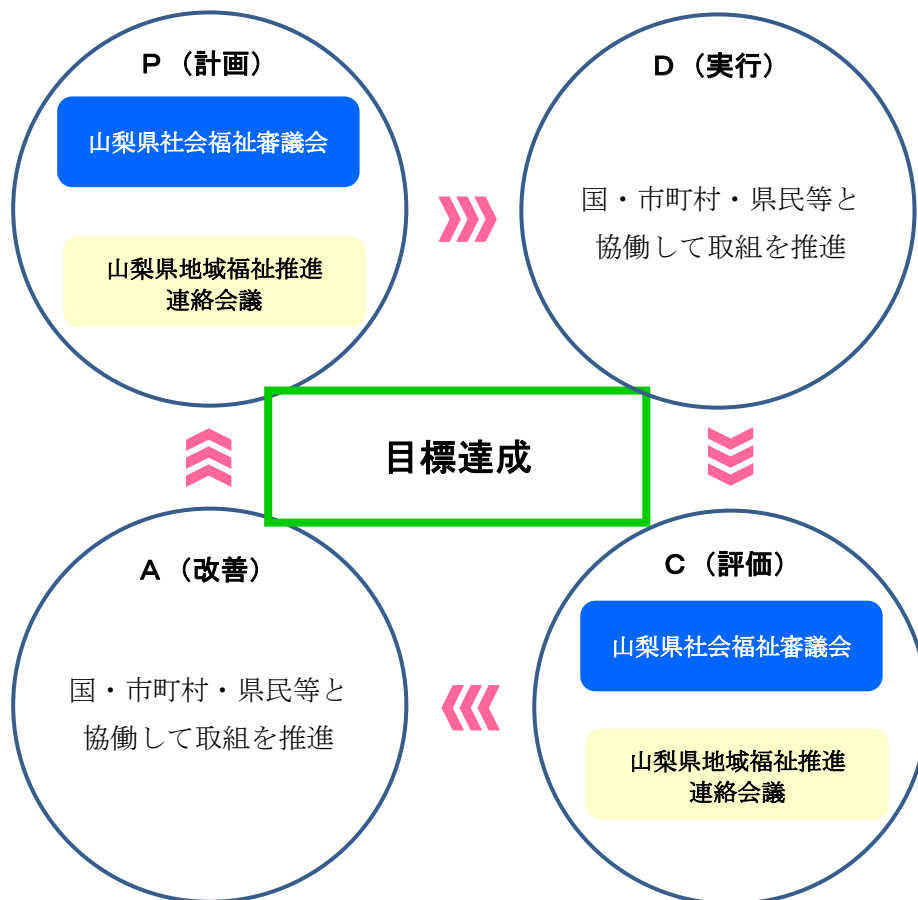 P（計画）
山梨県社会福祉審議会
山梨県地域福祉推進
連絡会議
D（実行）
国・市町村・県民等と
協働して取組を推進
目標達成
A（改善）
国・市町村・県民等と
協働して取組を推進
C（評価）
山梨県社会福祉審議会
山梨県地域福祉推進
連絡会議